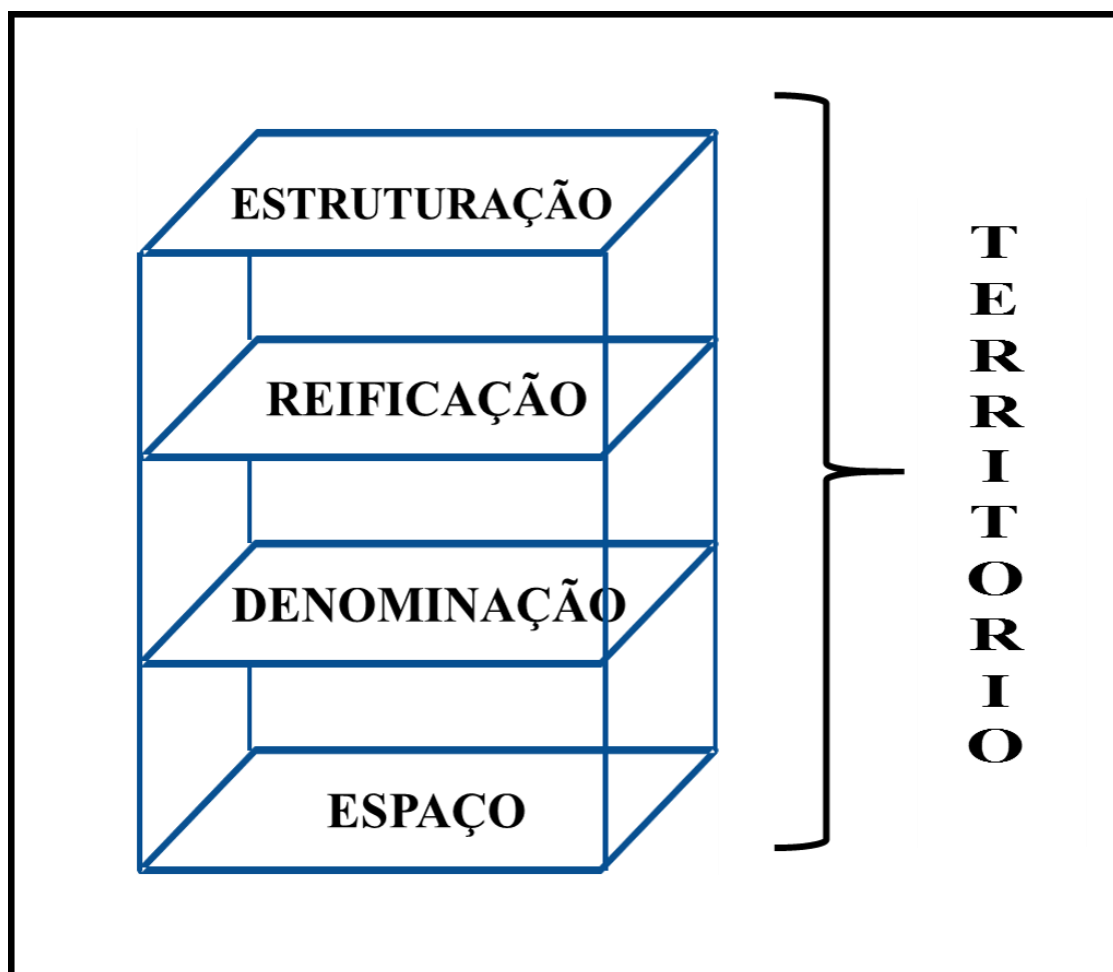 ESTRUTURAÇÃO
REIFICAÇÃO
DENOMINAÇÃO
ESPAÇO
TERRITORIO